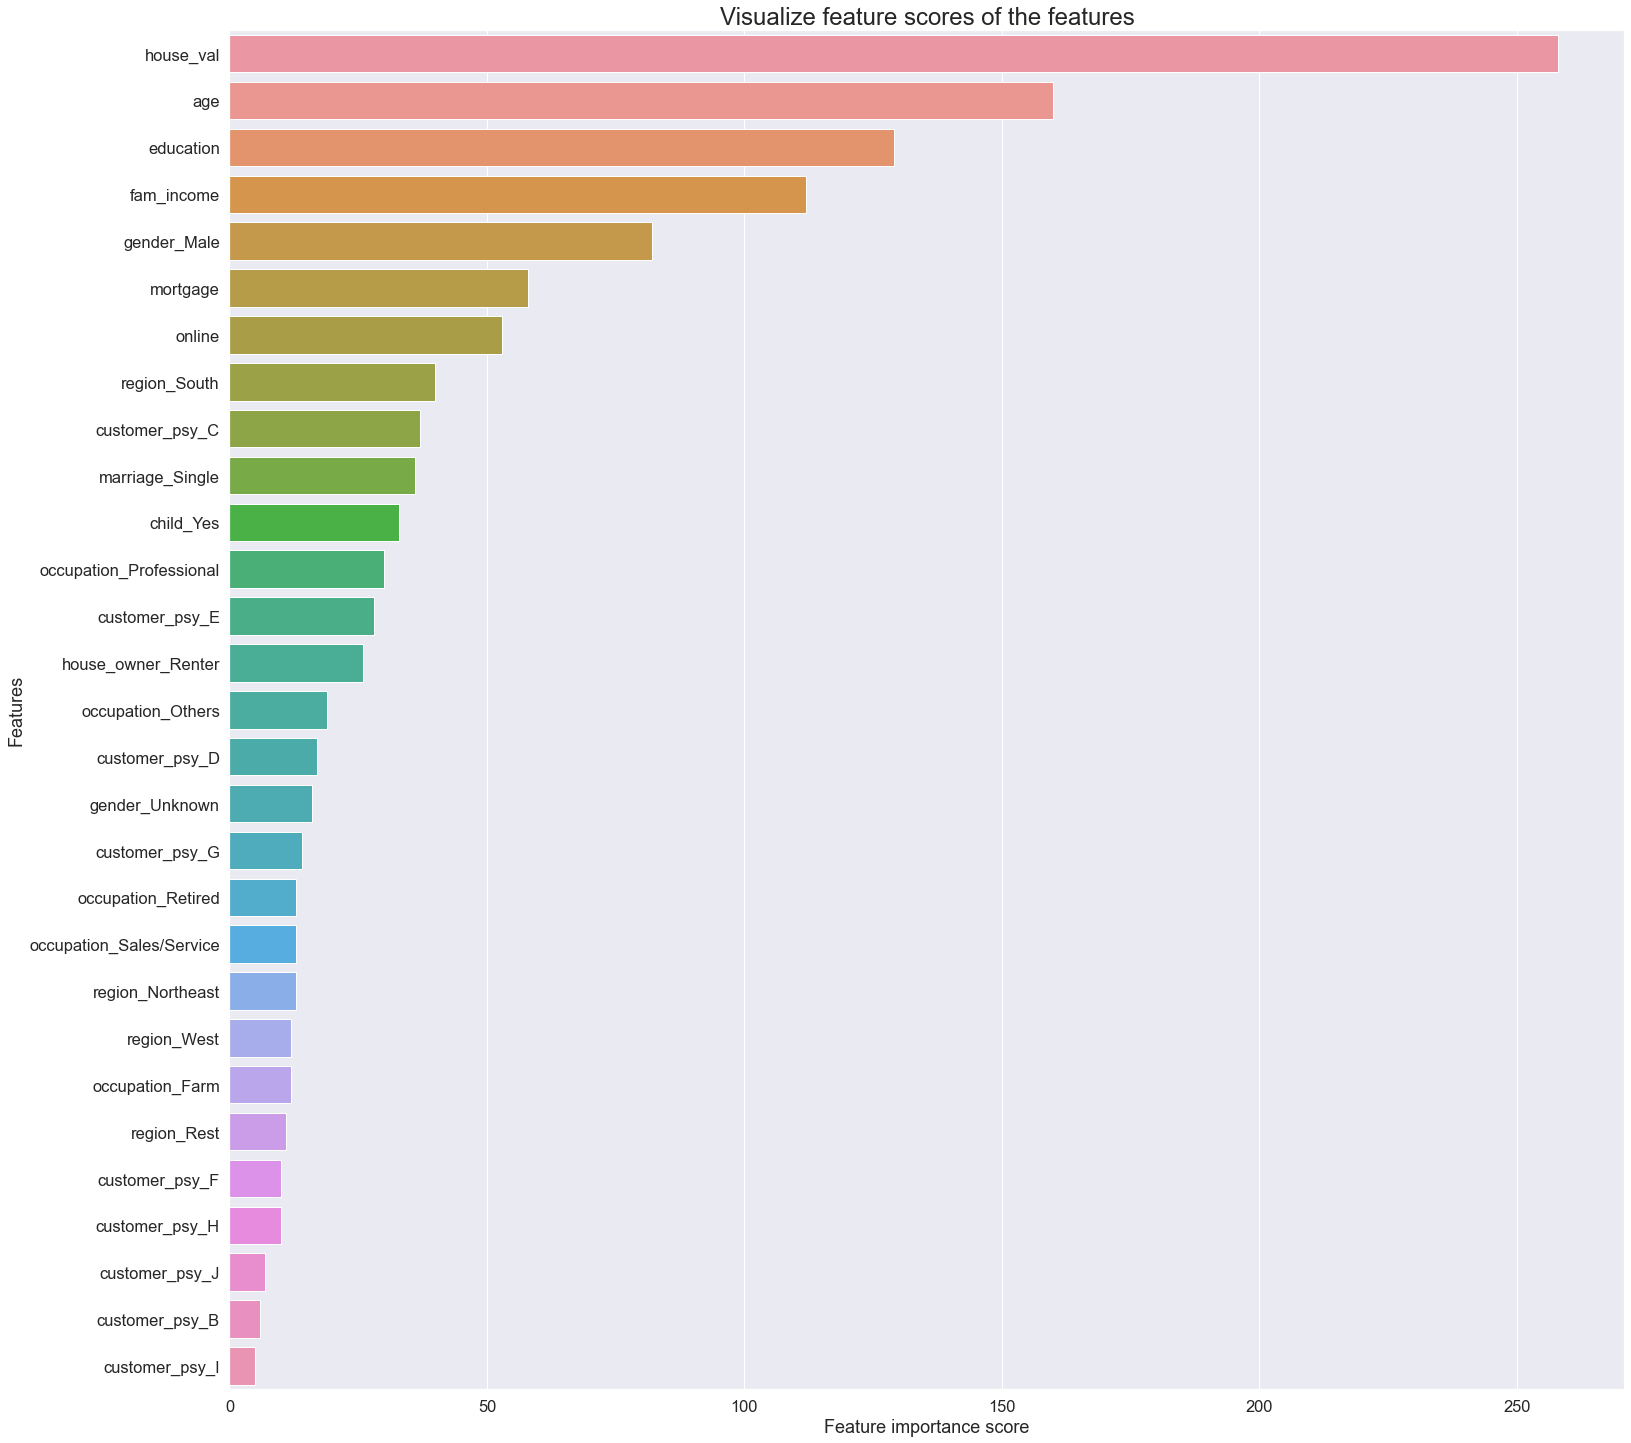 Visualize feature scores of the features
house_val
age
education
fam_income
gender_Male
mortgage
online
region_South
customer_psy_C
marriage_Single
child_Yes
occupation_Professional
customer_psy_E
house_owner_Renter
occupation_Others
customer_psy_D
gender_Unknown
customer_psy_G
occupation_Retired
occupation_Sales/Service
region_Northeast
region_West
occupation_Farm
region_Rest
customer_psy_F
customer_psy_H
customer_psy_J
customer_psy_B
customer_psy_I
Features
0 50 100 150 200 250
Feature importance score